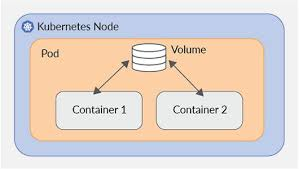 Kubernetes Node
Pod
Volume
Container 1
Container 2